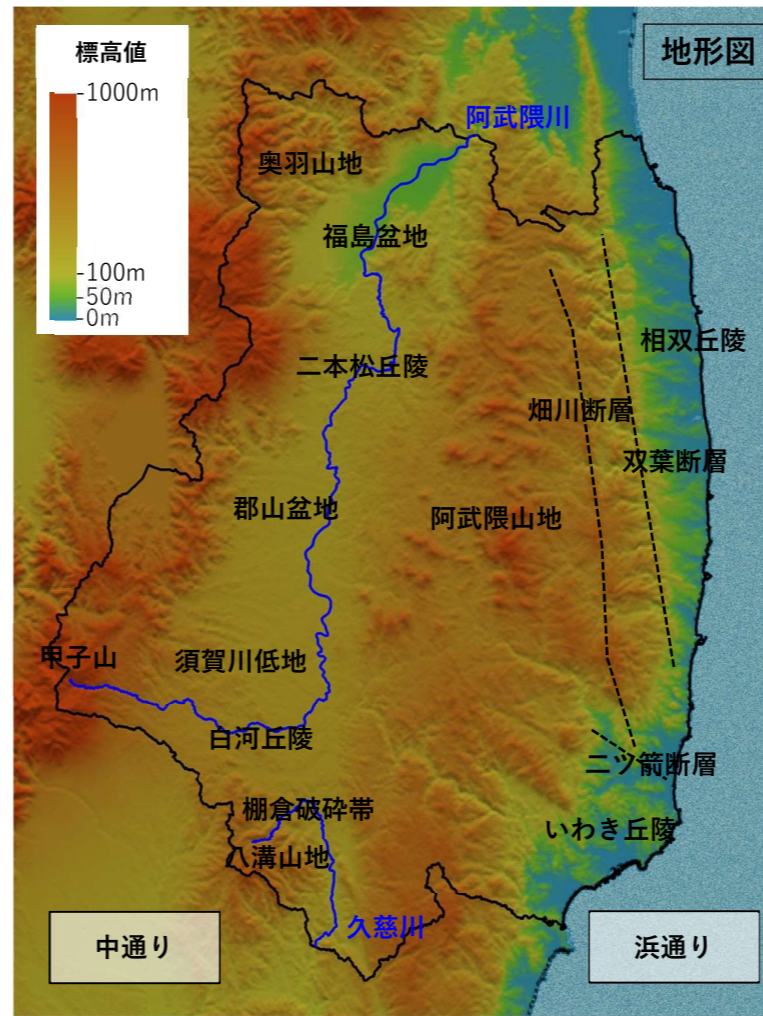 地形図
標高値
1000m
100m
50m
0m
阿武隈川
奥羽山地
福島盆地
相双丘陵
二本松丘陵
畑川断層
双葉断層
郡山盆地
阿武隈山地
甲子山
須賀川低地
白河丘陵
二ツ箭断層
棚倉破砕帯
いわき丘陵
八溝山地
久慈川
中通り
浜通り